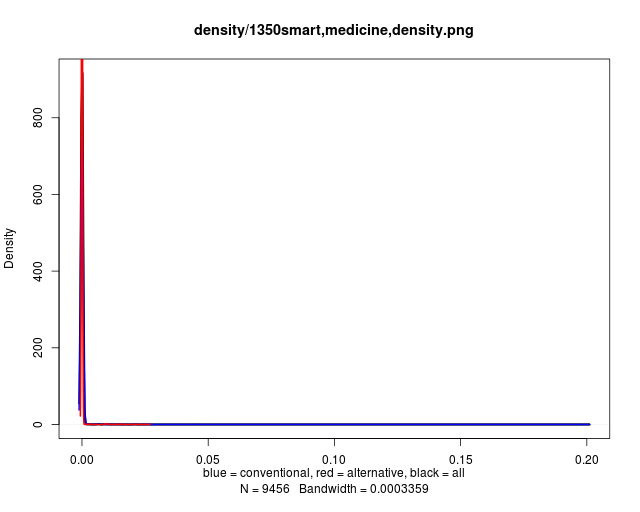 density/1350smart,medicine,density.png
Density
800
600
400
200
0
0.00 0.05 0.10 0.15 0.20
blue = conventional, red = alternative, black = all
N = 9456 Bandwidth = 0.0003359